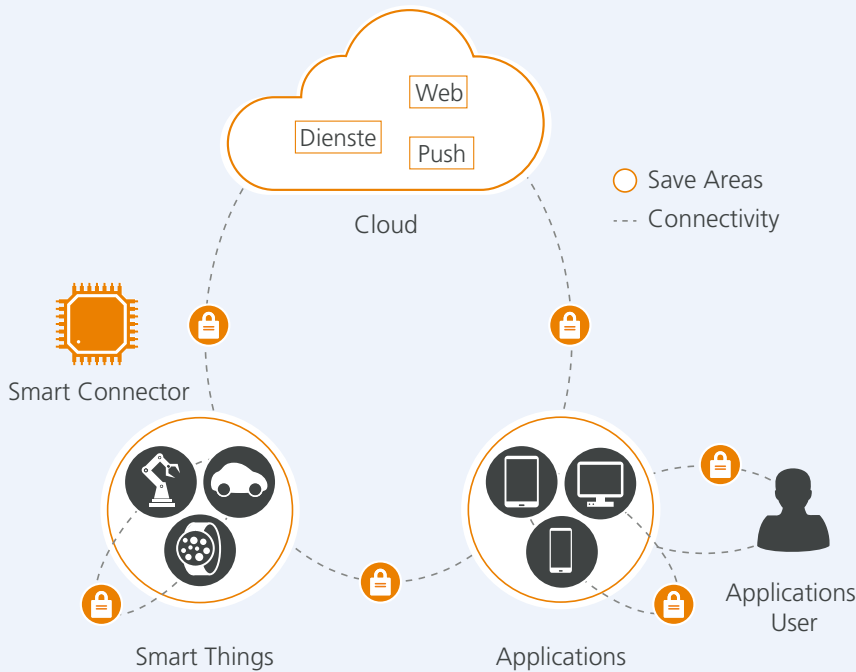 Web
Dienste
Push
Cloud
Save Areas
Connectivity
Smart Connector
Smart Things
Applications
Applications
User